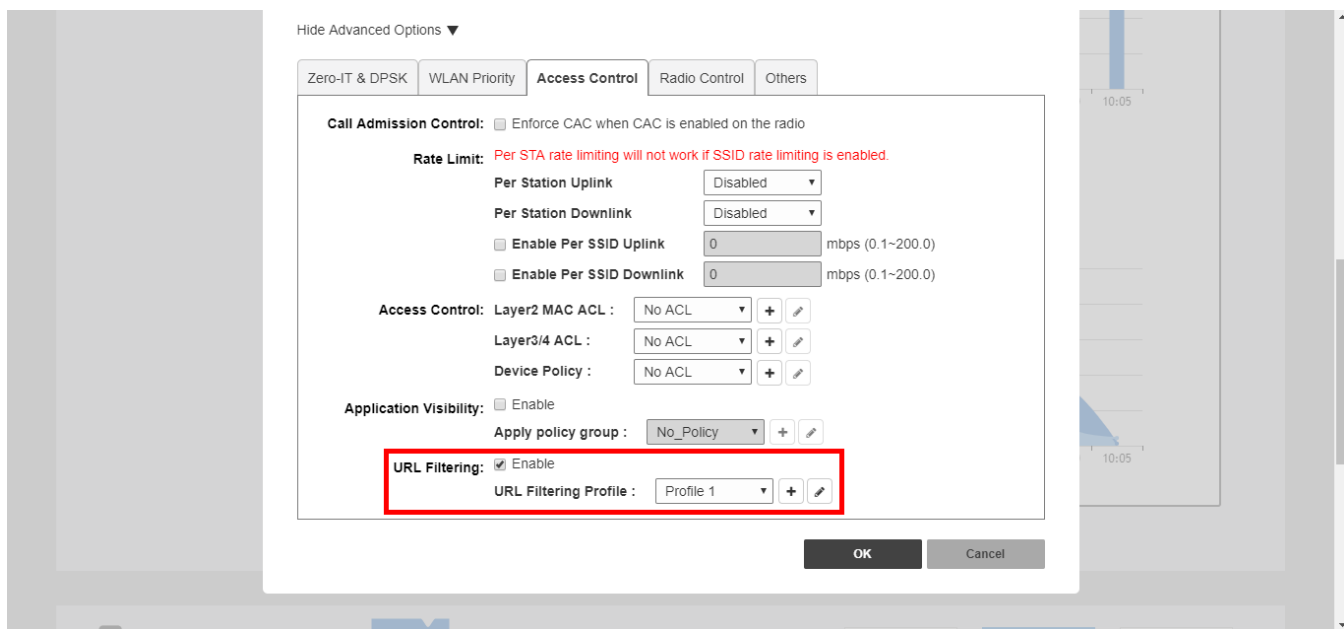 Hide Advanced Options ▼
Zero-IT & DPSK WLAN Priority Access Control Radio Control Others
10:05
Call Admission Control: Enforce CAC when CAC is enabled on the radio
Rate Limit: Per STA rate limiting will not work if SSID rate limiting is enabled.
Per Station Uplink Disabled
Per Station Downlink Disabled
Enable Per SSID Uplink 0 mbps (0.1~200.0)
Enable Per SSID Downlink 0 mbps (0.1~200.0)
Access Control: Layer2 MAC ACL : No ACL
Layer3/4 ACL : No ACL
Device Policy : No ACL
Application Visibility: Enable
Apply policy group : No_Policy
10:05
URL Filtering: Enable
URL Filtering Profile : Profile 1
OK Cancel